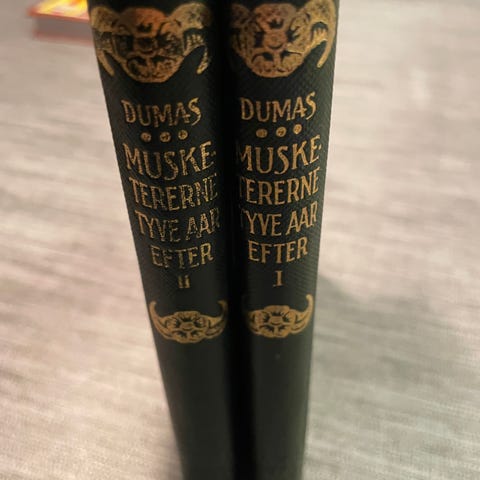 DUMAS
MUSKE-
TERERNE
TYVE AAR
EFTER
II
DUMAS
MUSKE-
TERERNE
TYVE AAR
EFTER
I